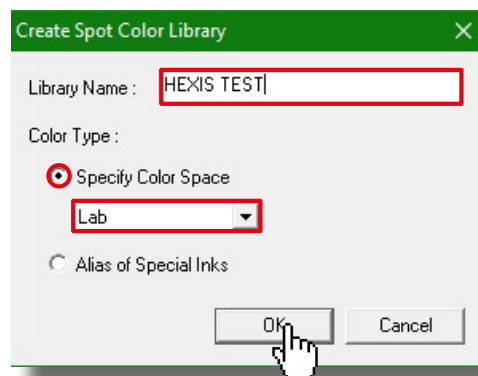 Create Spot Color Library
Library Name : HEXIS TEST
Color Type :
Specify Color Space
Lab
Alias of Special Inks
OK Cancel